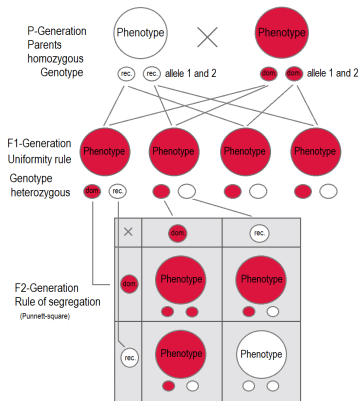 P-Generation
Parents
homozygous
Genotype
Phenotype
×
Phenotype
rec. rec. allele 1 and 2
dom. dom. allele 1 and 2
F1-Generation
Uniformity rule
Genotype
heterozygous
Phenotype Phenotype Phenotype Phenotype
dom. rec.
× dom. rec.
F2-Generation
Rule of segregation
(Punnett-square)
dom. Phenotype Phenotype
rec. Phenotype Phenotype